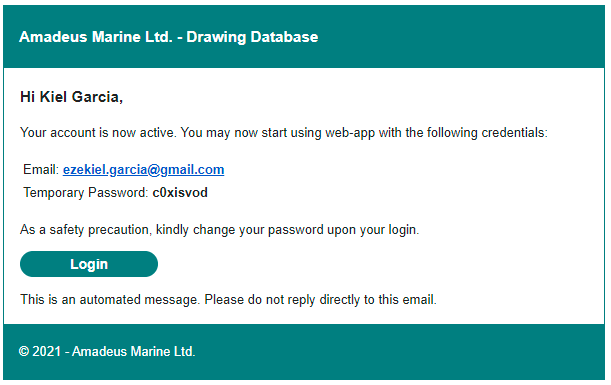 Amadeus Marine Ltd. - Drawing Database
Hi Kiel Garcia,
Your account is now active. You may now start using web-app with the following credentials:
Email: ezekiel.garcia@gmail.com
Temporary Password: c0xisvod
As a safety precaution, kindly change your password upon your login.
Login
This is an automated message. Please do not reply directly to this email.
© 2021 - Amadeus Marine Ltd.